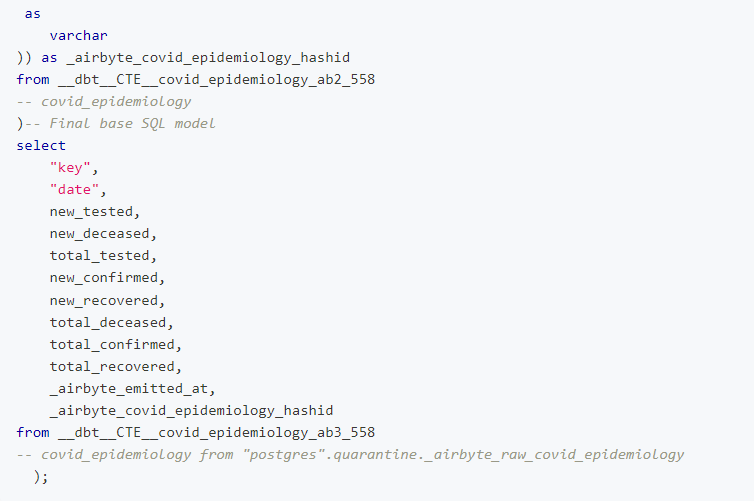 as
varchar
)) as _airbyte_covid_epidemiology_hashid
from __dbt__CTE__covid_epidemiology_ab2_558
-- covid_epidemiology
)-- Final base SQL model
select
"key",
"date",
new_tested,
new_deceased,
total_tested,
new_confirmed,
new_recovered,
total_deceased,
total_confirmed,
total_recovered,
_airbyte_emitted_at,
_airbyte_covid_epidemiology_hashid
from __dbt__CTE__covid_epidemiology_ab3_558
-- covid_epidemiology from "postgres".quarantine._airbyte_raw_covid_epidemiology
);